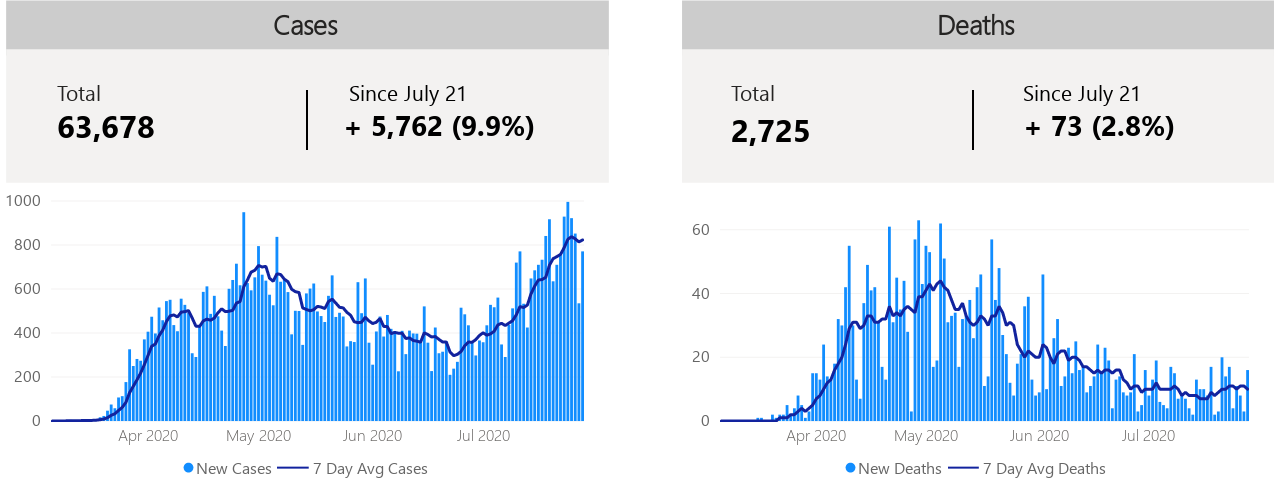 Cases
Total
Since July 21
63,678
+ 5,762 (9.9%)
1000
800
600
400
200
0
Apr 2020 May 2020 Jun 2020 Jul 2020
New Cases 7 Day Avg Cases
Deaths
Total
Since July 21
2,725
+ 73 (2.8%)
60
40
20
0
Apr 2020 May 2020 Jun 2020 Jul 2020
New Deaths 7 Day Avg Deaths